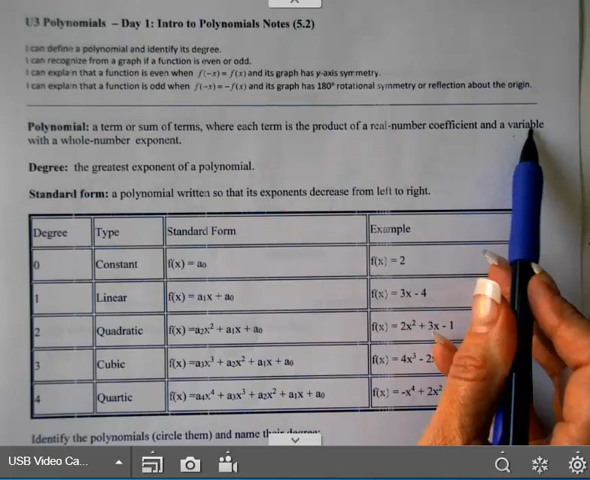 U3 Polynomials – Day 1: Intro to Polynomials Notes (5.2)
I can define a polynomial and identify its degree.
I can recognize from a graph if a function is even or odd.
I can explain that a function is even when f(−x) = f(x) and its graph has y-axis symmetry.
I can explain that a function is odd when f(−x) = −f(x) and its graph has 180° rotational symmetry or reflection about the origin.
Polynomial: a term or sum of terms, where each term is the product of a real-number coefficient and a variable
with a whole-number exponent.
Degree: the greatest exponent of a polynomial.
Standard form: a polynomial written so that its exponents decrease from left to right.
Degree Type Standard Form Example
0 Constant f(x) = a₀ f(x) = 2
1 Linear f(x) = a₁x + a₀ f(x) = 3x - 4
2 Quadratic f(x) =a₂x² + a₁x + a₀ f(x) = 2x² + 3x - 1
3 Cubic f(x) =a₃x³ + a₂x² + a₁x + a₀ f(x) = 4x³ - 2
4 Quartic f(x) =a₄x⁴ + a₃x³ + a₂x² + a₁x + a₀ f(x) = -x⁴ + 2x²
Identify the polynomials (circle them) and name their degree:
USB Video Ca...